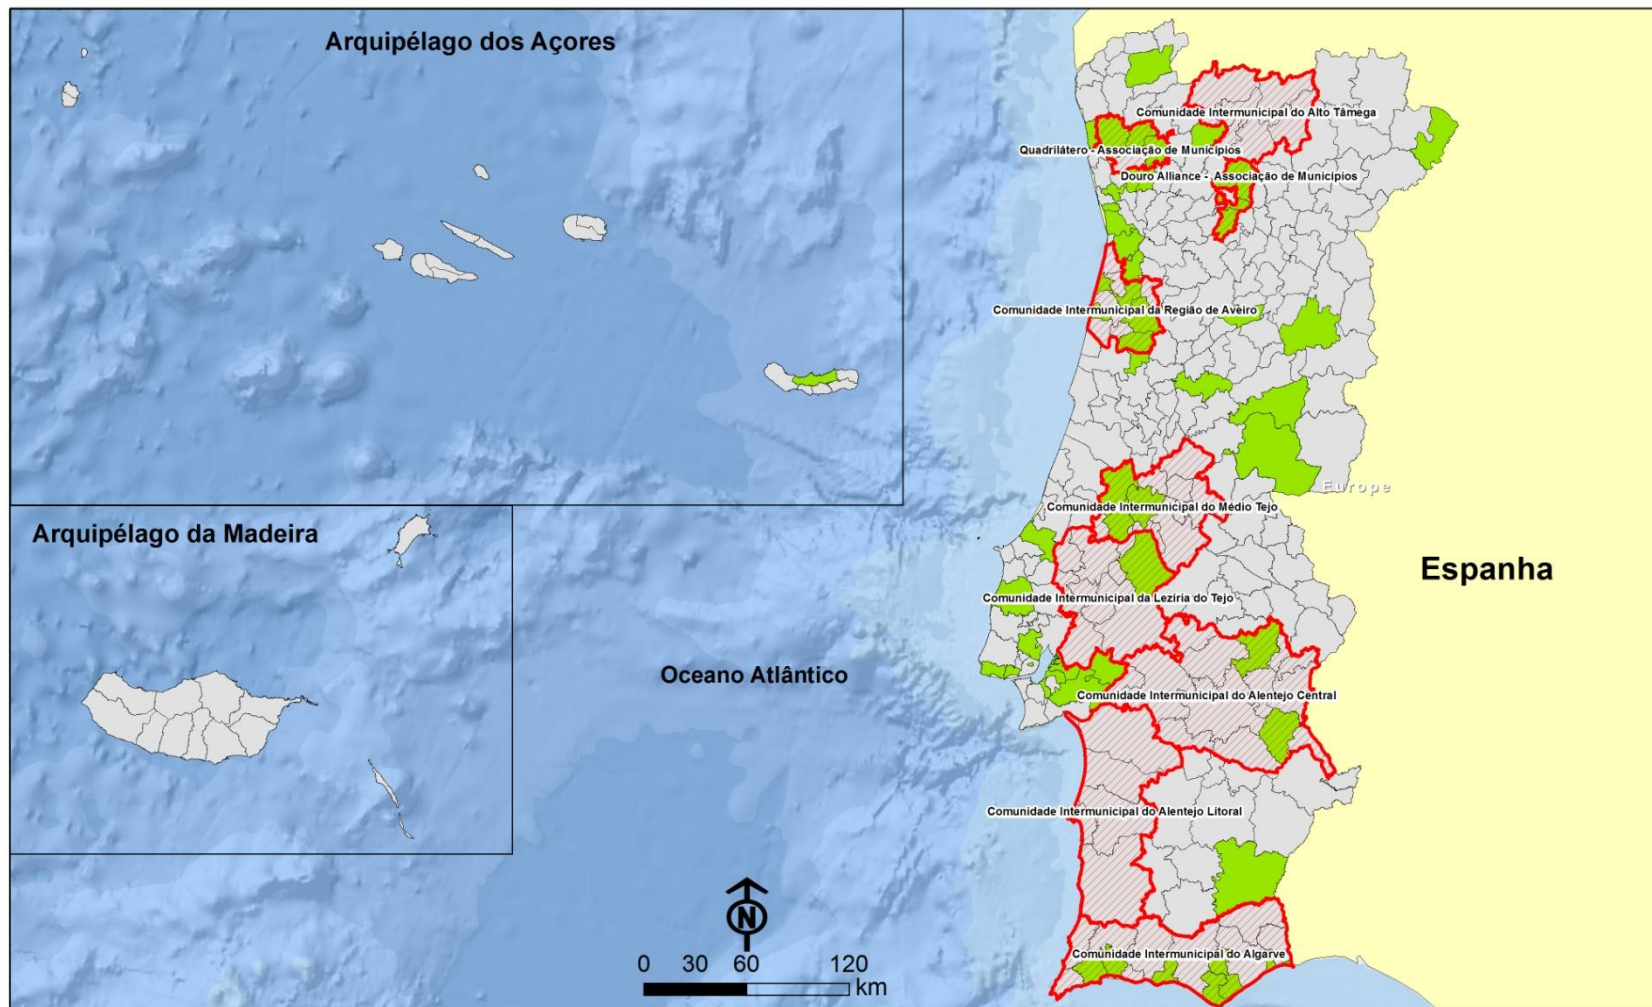 Arquipélago dos Açores
Comunidade Intermunicipal do Alto Tâmega
Quadrilátero - Associação de Municípios
Douro Alliance - Associação de Municípios
Comunidade Intermunicipal da Região de Aveiro
Europe
Comunidade Intermunicipal do Médio Tejo
Arquipélago da Madeira
Espanha
Comunidade Intermunicipal da Lezíria do Tejo
Oceano Atlântico
Comunidade Intermunicipal do Alentejo Central
Comunidade Intermunicipal do Alentejo Litoral
N
Comunidade Intermunicipal do Algarve
0 30 60 120
km